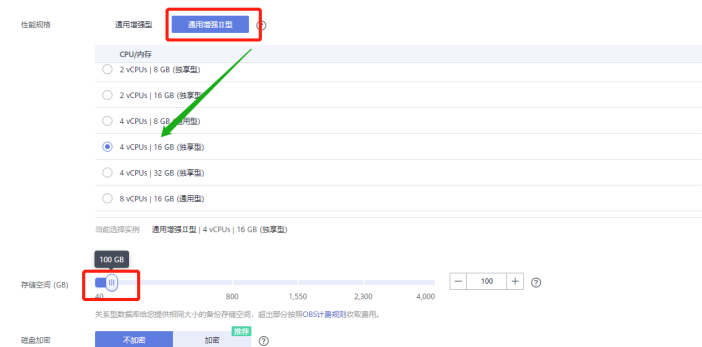 性能规格 通用增强型 通用增强II型 ?
CPU/内存
2 vCPUs | 8 GB (独享型)
2 vCPUs | 16 GB (独享型)
4 vCPUs | 8 GB (通用型)
4 vCPUs | 16 GB (独享型)
4 vCPUs | 32 GB (独享型)
8 vCPUs | 16 GB (通用型)
当前选择实例 通用增强II型 | 4 vCPUs | 16 GB (独享型)
100 GB
存储空间 (GB) − 100 + ?
40 800 1,550 2,300 4,000
关系型数据库给您提供相同大小的备份存储空间，超出部分按照OBS计费规则收取费用。
推荐
磁盘加密 不加密 加密 ?